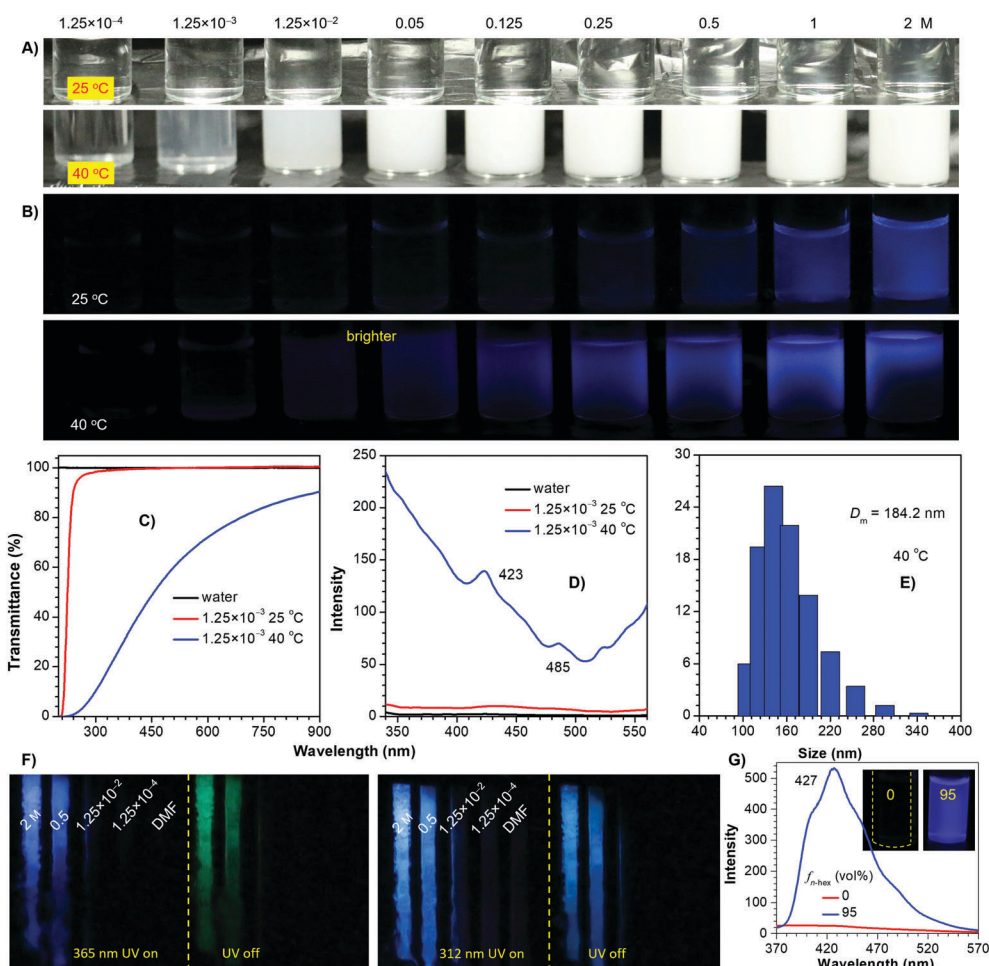 1.25×10⁻⁴ 1.25×10⁻³ 1.25×10⁻² 0.05 0.125 0.25 0.5 1 2 M
A)
25 °C
40 °C
B)
25 °C
brighter
40 °C
100
80
60
40
20
0
300 450 600 750 900
Transmittance (%)
C)
water
1.25×10⁻³ 25 °C
1.25×10⁻³ 40 °C
250
200
150
100
50
0
340 400 450 500 550
Intensity
water
1.25×10⁻³ 25 °C
1.25×10⁻³ 40 °C
423
D)
485
Wavelength (nm)
30
24
18
12
6
0
40 100 160 220 280 340 400
Dm = 184.2 nm
40 °C
E)
Size (nm)
F)
2 M
0.5
1.25×10⁻²
1.25×10⁻⁴
DMF
365 nm UV on
UV off
2 M
0.5
1.25×10⁻²
1.25×10⁻⁴
DMF
312 nm UV on
UV off
G)
500
400
300
200
100
0
370 420 470 520 570
Intensity
427
0
95
fn-hex (vol%)
0
95
Wavelength (nm)